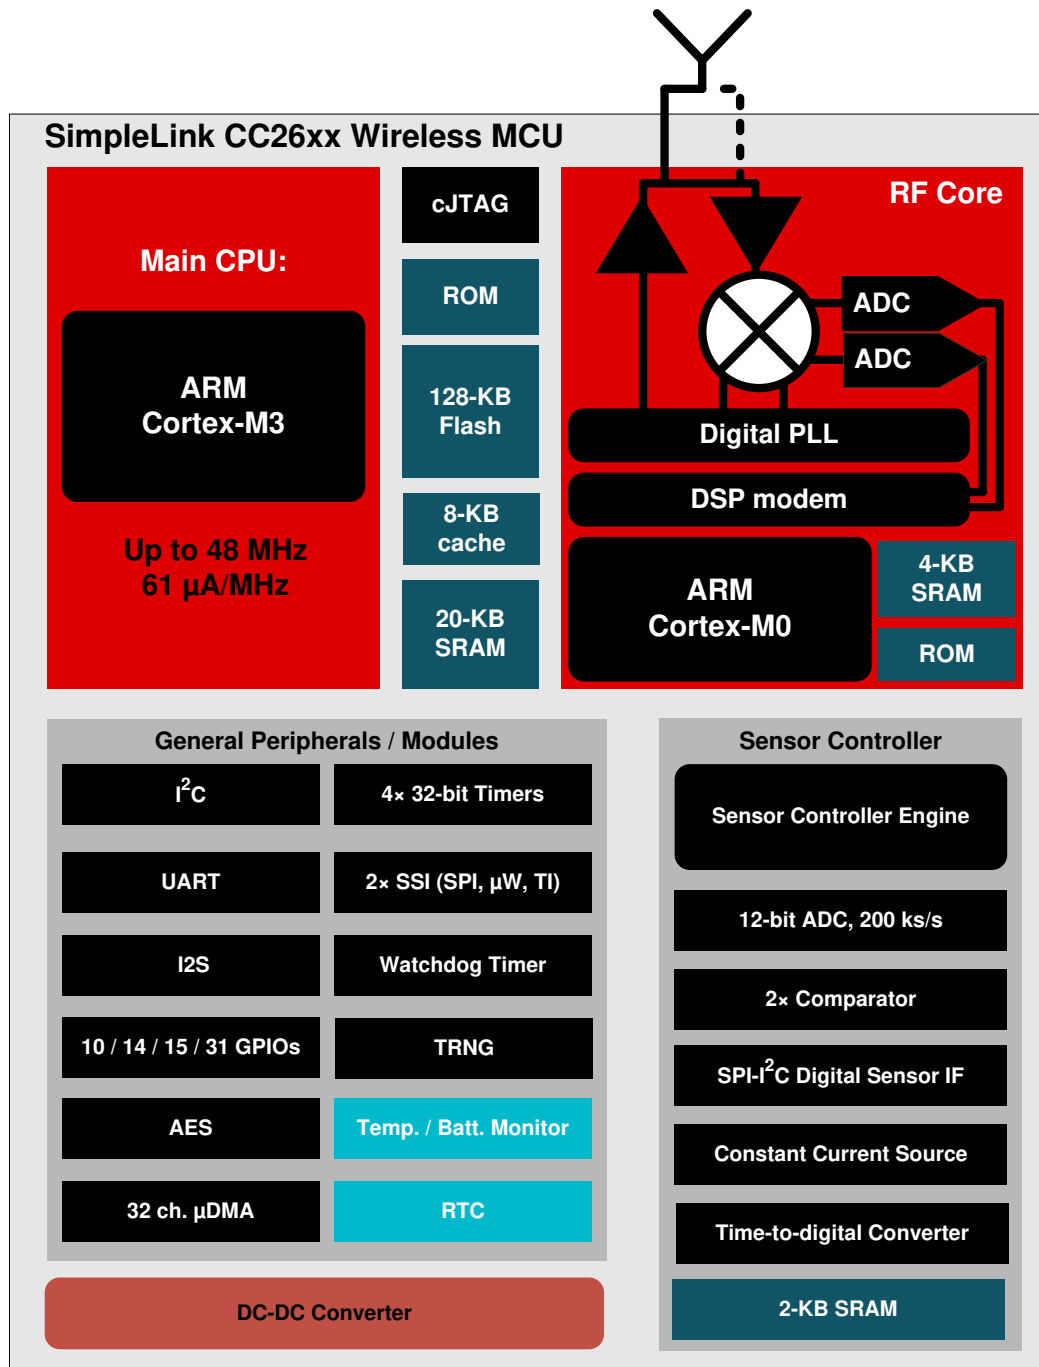 SimpleLink CC26xx Wireless MCU
Main CPU:
ARM
Cortex-M3
Up to 48 MHz
61 µA/MHz
cJTAG
ROM
128-KB
Flash
8-KB
cache
20-KB
SRAM
RF Core
ADC
ADC
Digital PLL
DSP modem
ARM
Cortex-M0
4-KB
SRAM
ROM
General Peripherals / Modules
I²C
4× 32-bit Timers
UART
2× SSI (SPI, µW, TI)
I2S
Watchdog Timer
10 / 14 / 15 / 31 GPIOs
TRNG
AES
Temp. / Batt. Monitor
32 ch. µDMA
RTC
Sensor Controller
Sensor Controller Engine
12-bit ADC, 200 ks/s
2× Comparator
SPI-I²C Digital Sensor IF
Constant Current Source
Time-to-digital Converter
2-KB SRAM
DC-DC Converter